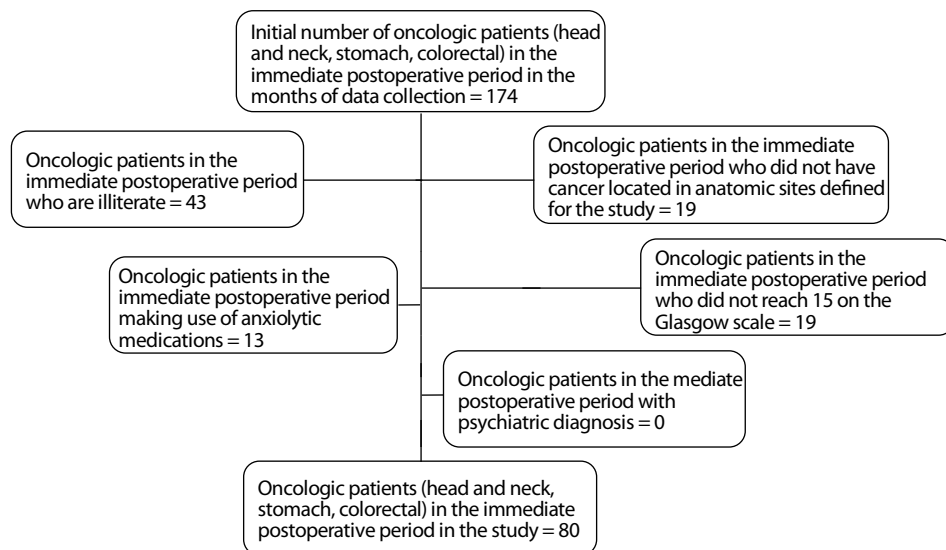 Initial number of oncologic patients (head
and neck, stomach, colorectal) in the
immediate postoperative period in the
months of data collection = 174
Oncologic patients in the
immediate postoperative period
who are illiterate = 43
Oncologic patients in the immediate
postoperative period who did not have
cancer located in anatomic sites defined
for the study = 19
Oncologic patients in the
immediate postoperative period
making use of anxiolytic
medications = 13
Oncologic patients in the
immediate postoperative period
who did not reach 15 on the
Glasgow scale = 19
Oncologic patients in the mediate
postoperative period with
psychiatric diagnosis = 0
Oncologic patients (head and neck,
stomach, colorectal) in the immediate
postoperative period in the study = 80